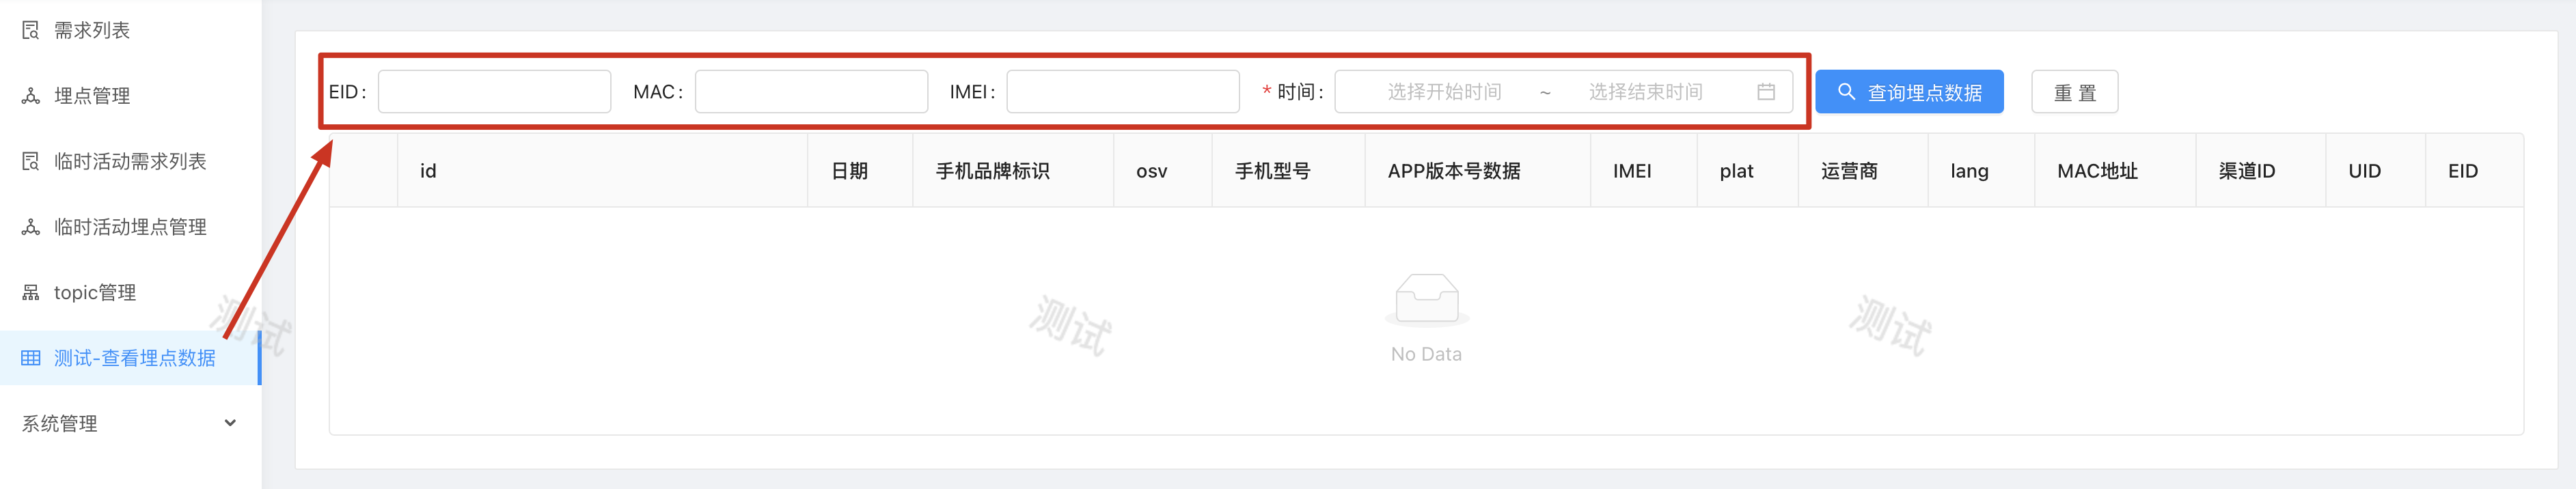 需求列表
埋点管理
临时活动需求列表
临时活动埋点管理
topic管理
测试-查看埋点数据
系统管理
EID: MAC: IMEI: * 时间: 选择开始时间 ~ 选择结束时间 查询埋点数据 重 置
id 日期 手机品牌标识 osv 手机型号 APP版本号数据 IMEI plat 运营商 lang MAC地址 渠道ID UID EID
测试 测试 测试
No Data